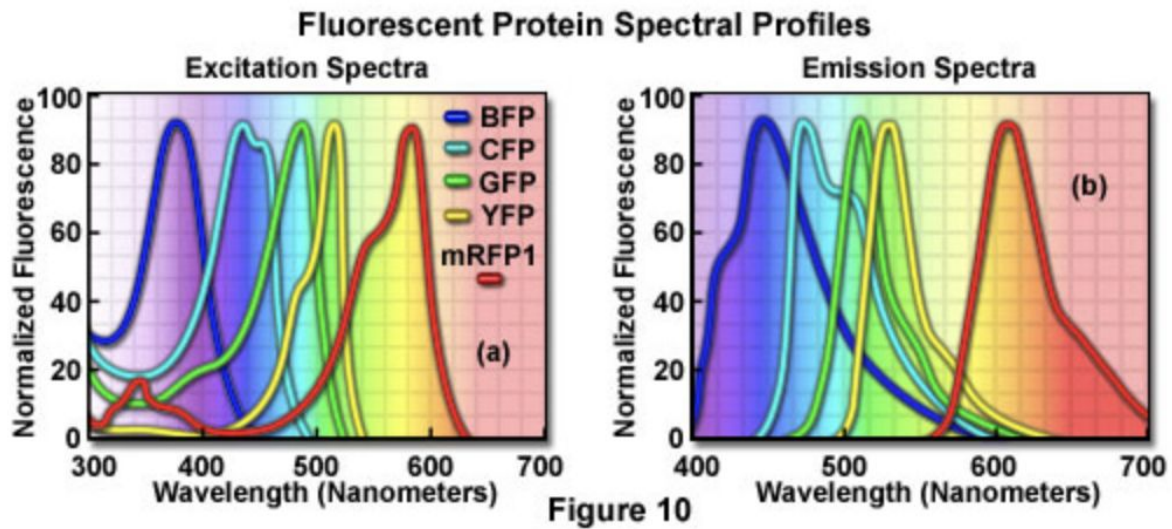 Fluorescent Protein Spectral Profiles
Excitation Spectra
Normalized Fluorescence
100
80
60
40
20
0
300 400 500 600 700
Wavelength (Nanometers)
BFP
CFP
GFP
YFP
mRFP1
(a)
Emission Spectra
Normalized Fluorescence
100
80
60
40
20
0
400 500 600 700
Wavelength (Nanometers)
(b)
Figure 10